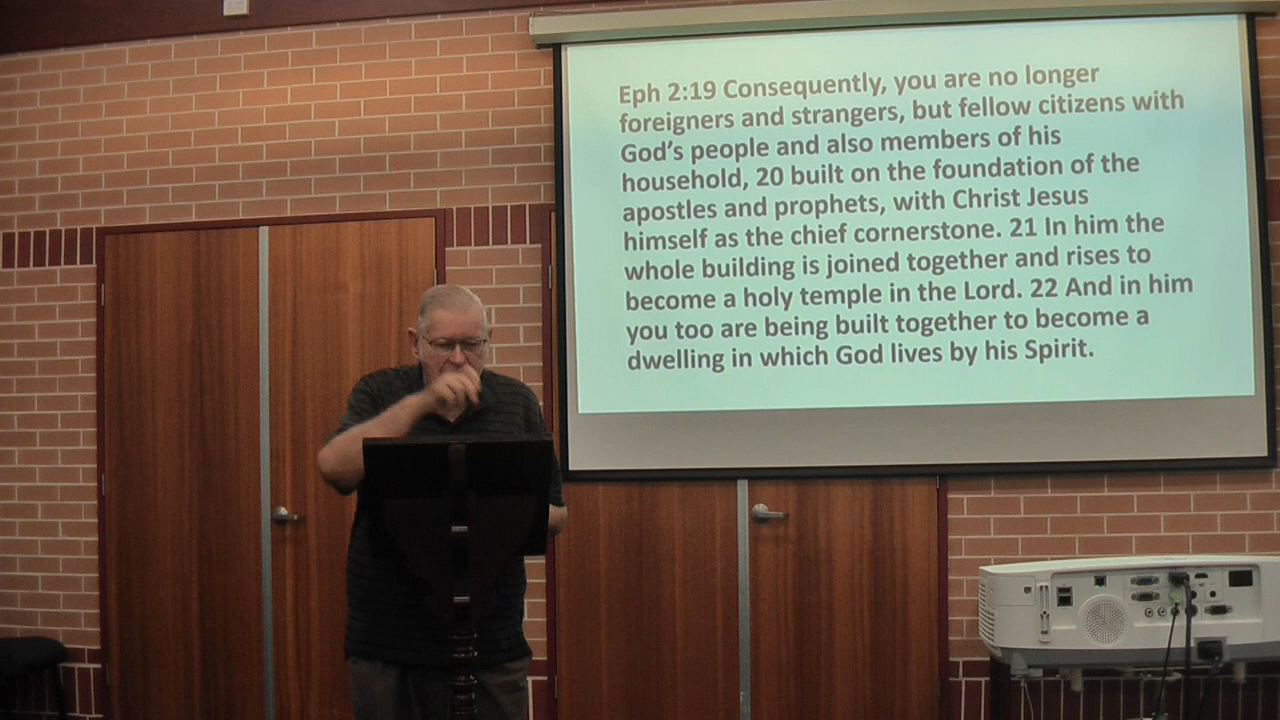 Eph 2:19 Consequently, you are no longer
foreigners and strangers, but fellow citizens with
God's people and also members of his
household, 20 built on the foundation of the
apostles and prophets, with Christ Jesus
himself as the chief cornerstone. 21 In him the
whole building is joined together and rises to
become a holy temple in the Lord. 22 And in him
you too are being built together to become a
dwelling in which God lives by his Spirit.